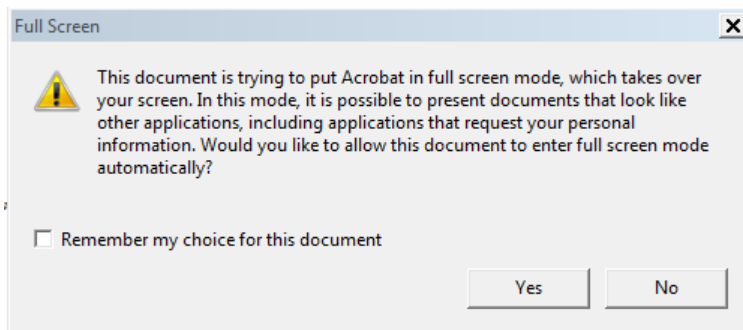 Full Screen
This document is trying to put Acrobat in full screen mode, which takes over
your screen. In this mode, it is possible to present documents that look like
other applications, including applications that request your personal
information. Would you like to allow this document to enter full screen mode
automatically?
Remember my choice for this document
Yes
No